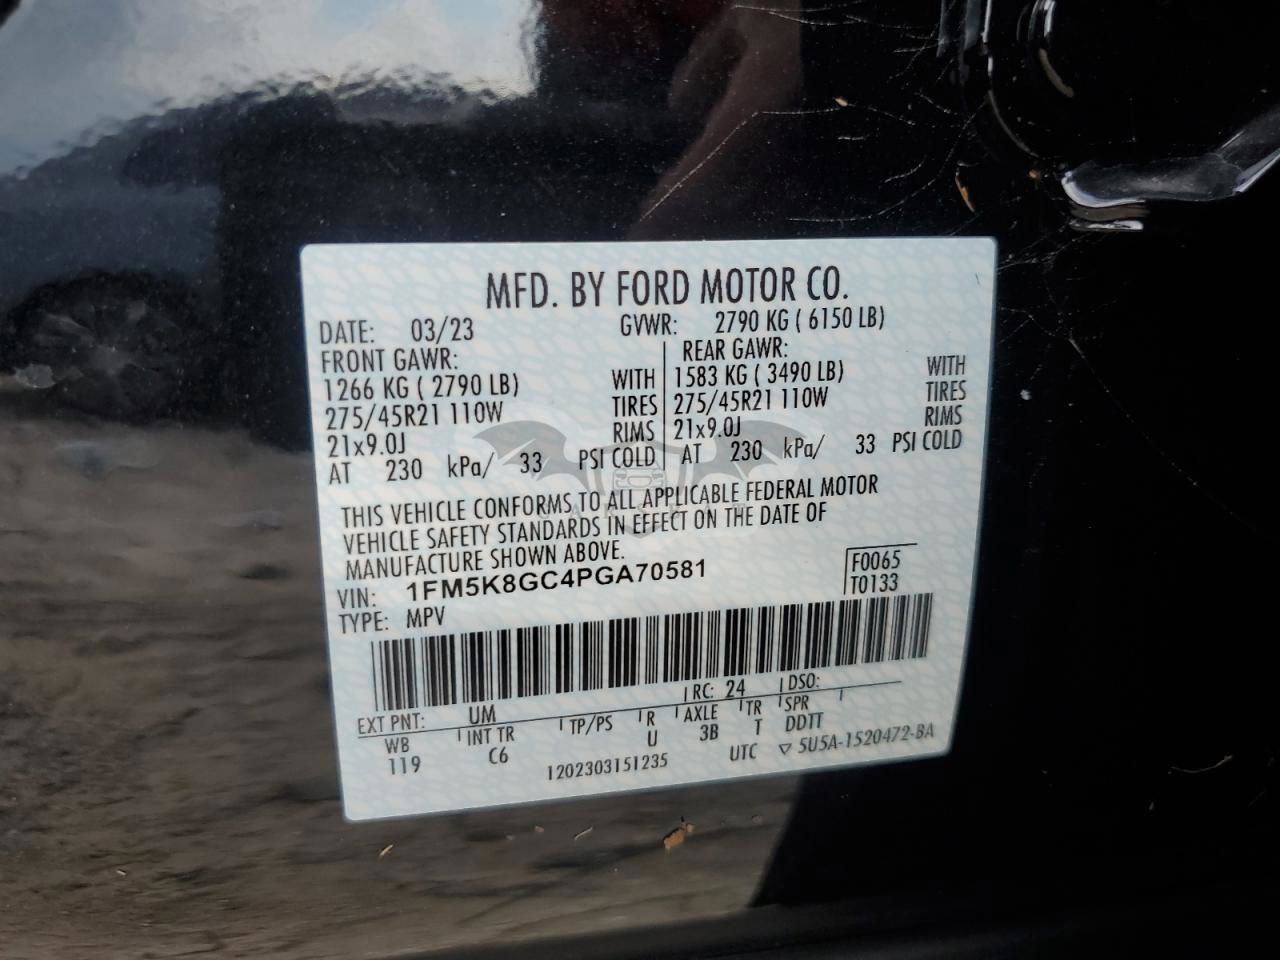 MFD. BY FORD MOTOR CO.
DATE: 03/23 GVWR: 2790 KG ( 6150 LB)
FRONT GAWR: REAR GAWR:
1266 KG ( 2790 LB) WITH 1583 KG ( 3490 LB) WITH
275/45R21 110W TIRES 275/45R21 110W TIRES
21x9.0J RIMS 21x9.0J RIMS
AT 230 kPa/ 33 PSI COLD AT 230 kPa/ 33 PSI COLD
THIS VEHICLE CONFORMS TO ALL APPLICABLE FEDERAL MOTOR
VEHICLE SAFETY STANDARDS IN EFFECT ON THE DATE OF
MANUFACTURE SHOWN ABOVE.
VIN: 1FM5K8GC4PGA70581 F0065
TYPE: MPV T0133
EXT PNT: UM RC: 24 DSO:
WB INT TR TP/PS R AXLE TR SPR
119 C6 U 3B T DDTT
1202303151235 UTC ▽ 5U5A-1520472-BA